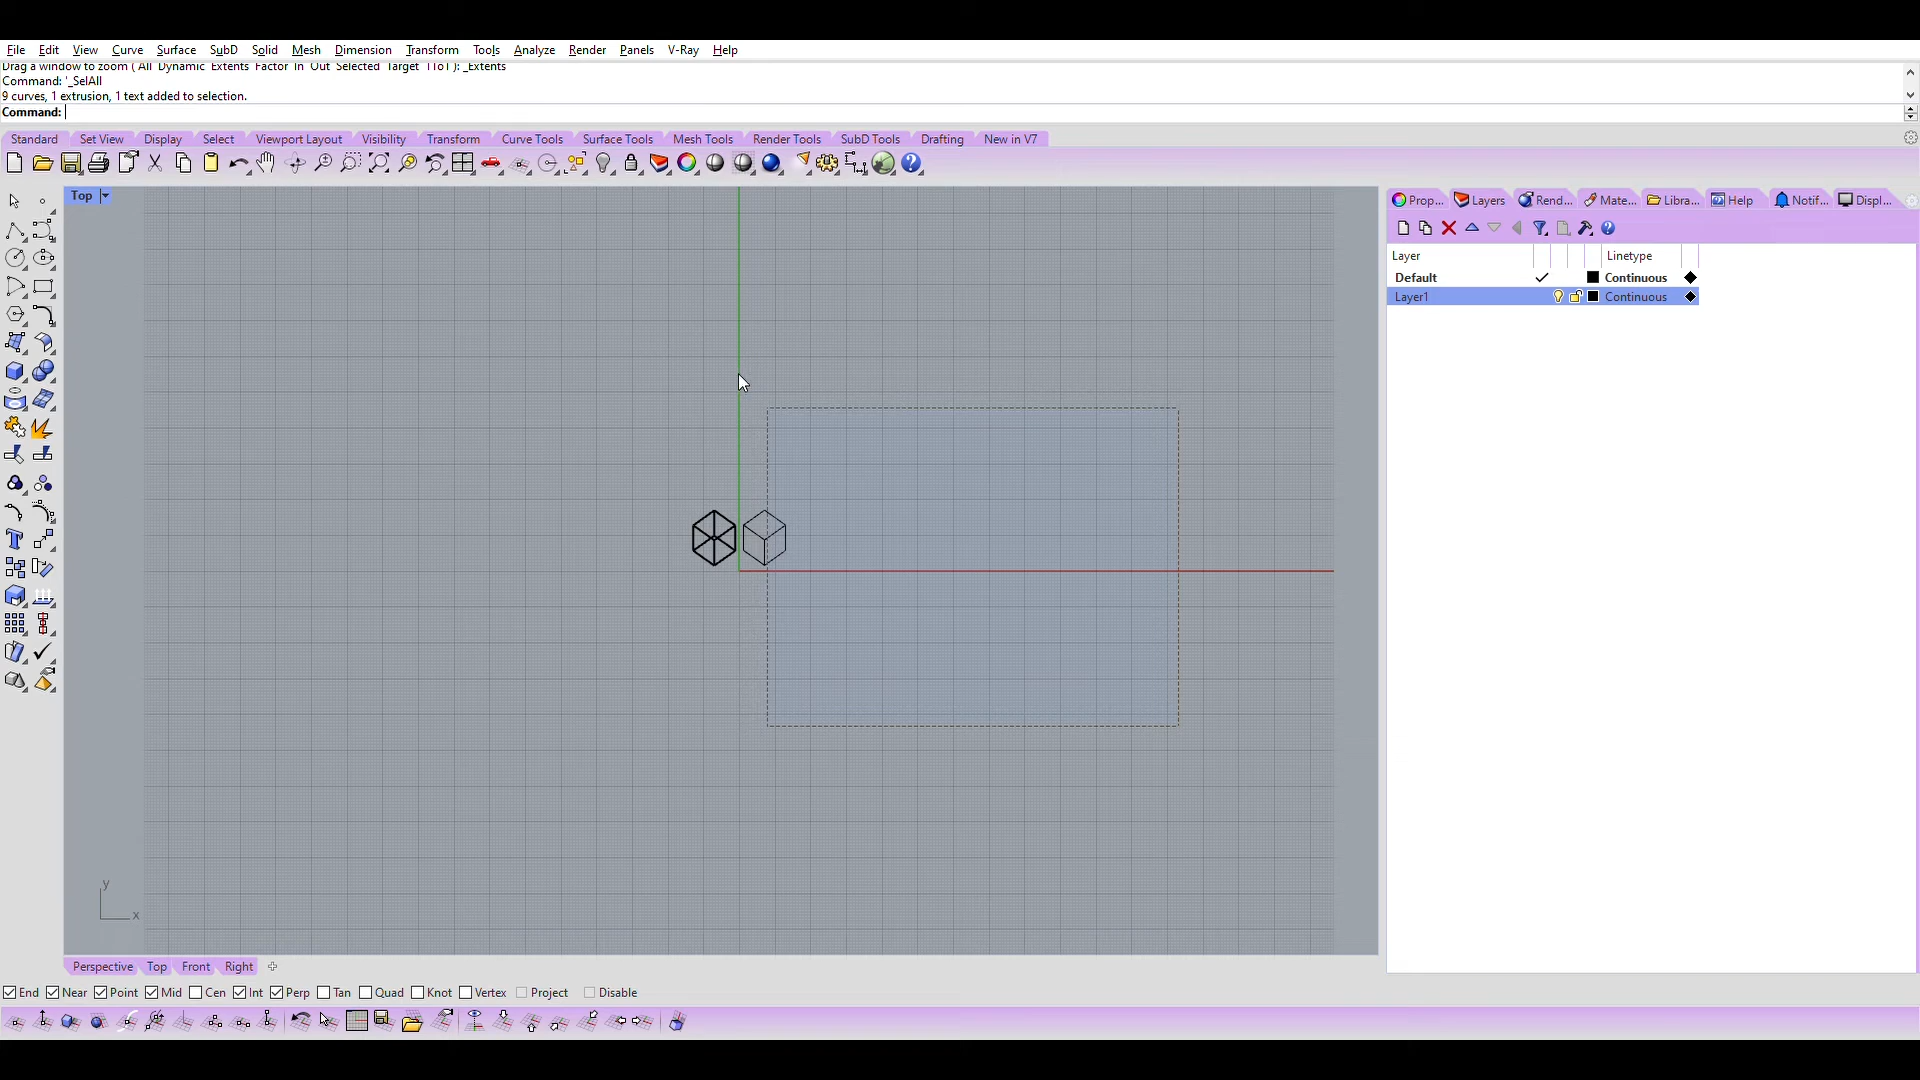 File Edit View Curve Surface SubD Solid Mesh Dimension Transform Tools Analyze Render Panels V-Ray Help
Command: '_SelAll
9 curves, 1 extrusion, 1 text added to selection.
Command:
Standard Set View Display Select Viewport Layout Visibility Transform Curve Tools Surface Tools Mesh Tools Render Tools SubD Tools Drafting New in V7
Top
Prop... Layers Rend... Mate... Libra... Help Notif... Displ...
Layer Linetype
Default Continuous
Layer1 Continuous
y
x
Perspective Top Front Right
End Near Point Mid Cen Int Perp Tan Quad Knot Vertex Project Disable